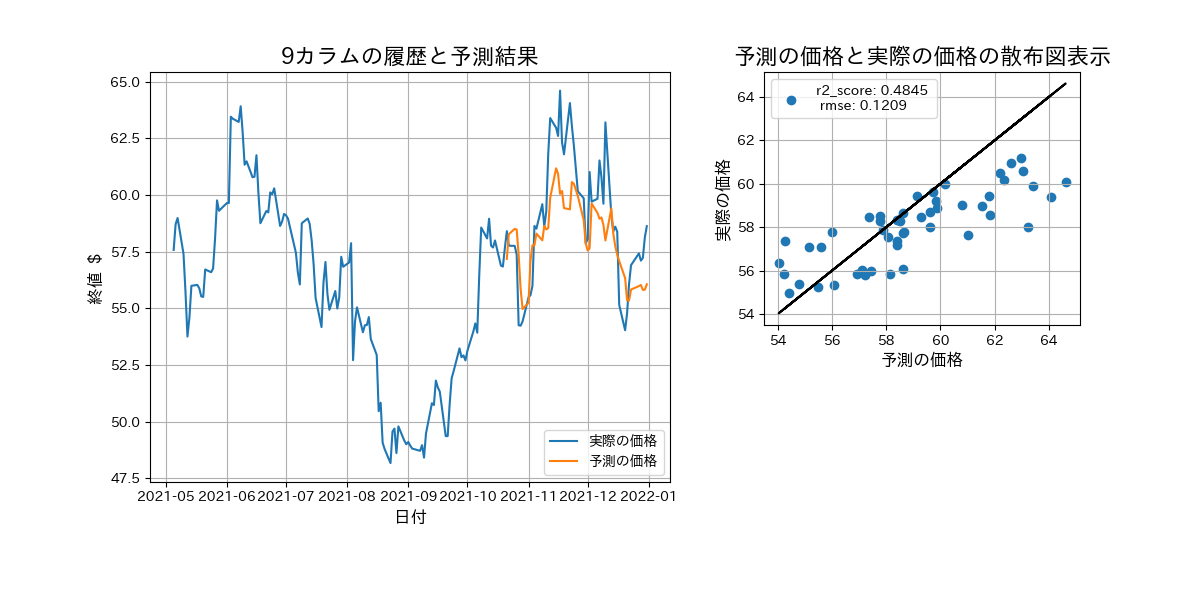 9カラムの履歴と予測結果
終値 $
65.0
62.5
60.0
57.5
55.0
52.5
50.0
47.5
実際の価格
予測の価格
2021-05 2021-06 2021-07 2021-08 2021-09 2021-10 2021-11 2021-12 2022-01
日付
予測の価格と実際の価格の散布図表示
r2_score: 0.4845
rmse: 0.1209
実際の価格
64
62
60
58
56
54
54 56 58 60 62 64
予測の価格